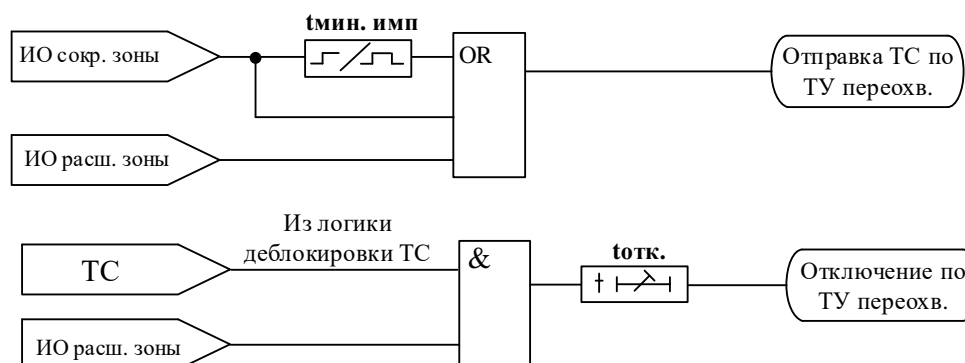 tмин. имп
ИО сокр. зоны
OR
Отправка ТС по
ТУ переохв.
ИО расш. зоны
Из логики
деблокировки ТС
ТС
&
tотк.
Отключение по
ТУ переохв.
ИО расш. зоны